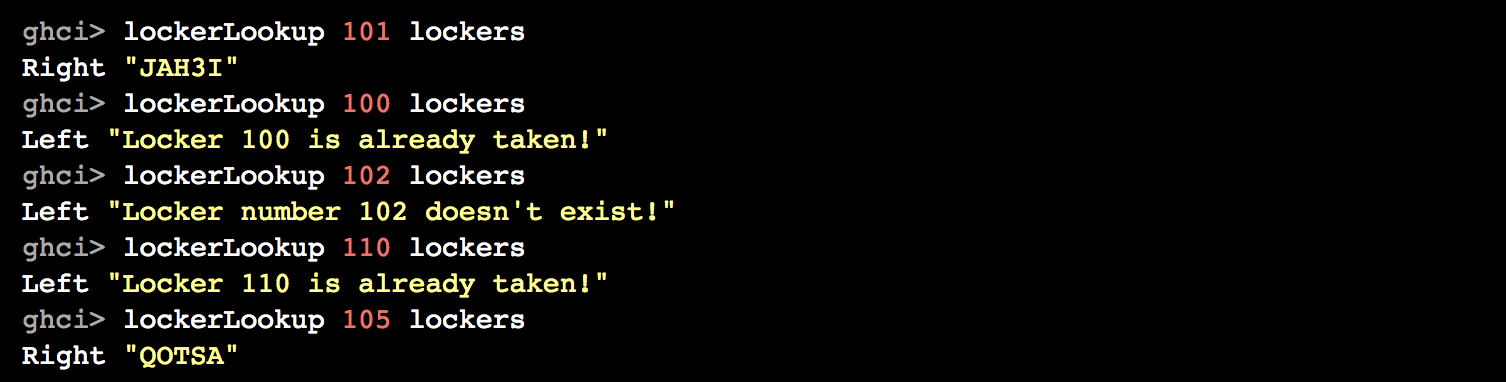 ghci> lockerLookup 101 lockers
Right "JAH3I"
ghci> lockerLookup 100 lockers
Left "Locker 100 is already taken!"
ghci> lockerLookup 102 lockers
Left "Locker number 102 doesn't exist!"
ghci> lockerLookup 110 lockers
Left "Locker 110 is already taken!"
ghci> lockerLookup 105 lockers
Right "QOTSA"